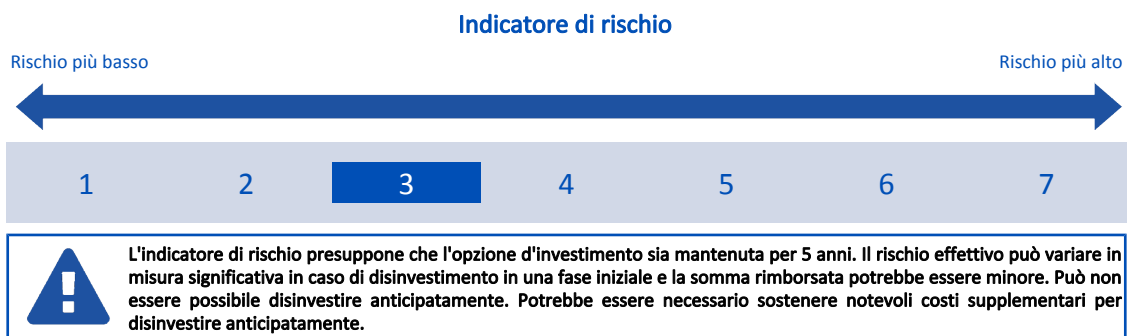 Indicatore di rischio
Rischio più basso
Rischio più alto
1 2 3 4 5 6 7
L'indicatore di rischio presuppone che l'opzione d'investimento sia mantenuta per 5 anni. Il rischio effettivo può variare in
misura significativa in caso di disinvestimento in una fase iniziale e la somma rimborsata potrebbe essere minore. Può non
essere possibile disinvestire anticipatamente. Potrebbe essere necessario sostenere notevoli costi supplementari per
disinvestire anticipatamente.